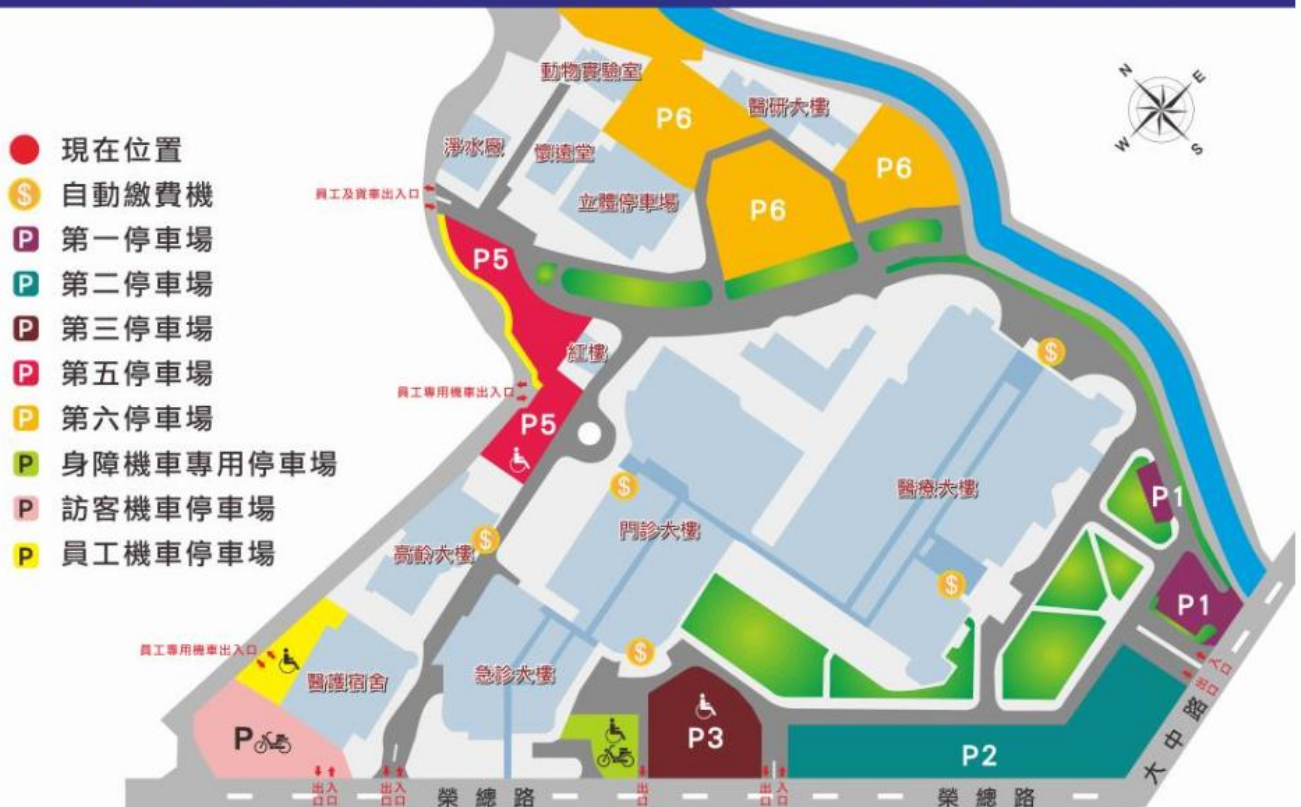 現在位置
$ 自動繳費機
P 第一停車場
P 第二停車場
P 第三停車場
P 第五停車場
P 第六停車場
P 身障機車專用停車場
P 訪客機車停車場
P 員工機車停車場
N
E
W
S
動物實驗室
醫研大樓
P6
淨水廠
懷遠堂
P6
員工及貨車出入口
立體停車場
P6
P5
紅樓
$
員工專用機車出入口
P5
$
醫療大樓
P1
門診大樓
高齡大樓
$
$
P1
員工專用機車出入口
$
急診大樓
醫護宿舍
入口
出口
P
P3
P2
大中路
出口
入口
出口
入口
出口
出口
入口
榮總路
榮總路